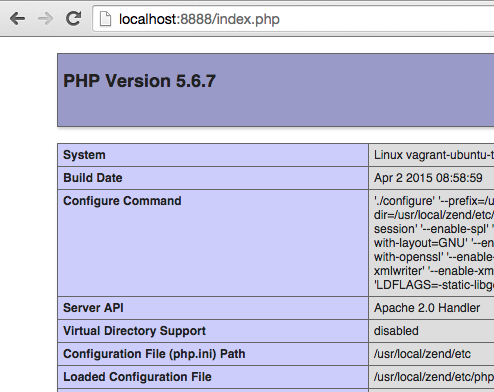 localhost:8888/index.php
PHP Version 5.6.7
System Linux vagrant-ubuntu-t
Build Date Apr 2 2015 08:58:59
Configure Command './configure' '--prefix=/u
dir=/usr/local/zend/etc/
session' '--enable-spl' '
with-layout=GNU' '--en
with-openssl' '--enable-
xmlwriter' '--enable-xm
'LDFLAGS=-static-libg
Server API Apache 2.0 Handler
Virtual Directory Support disabled
Configuration File (php.ini) Path /usr/local/zend/etc
Loaded Configuration File /usr/local/zend/etc/php